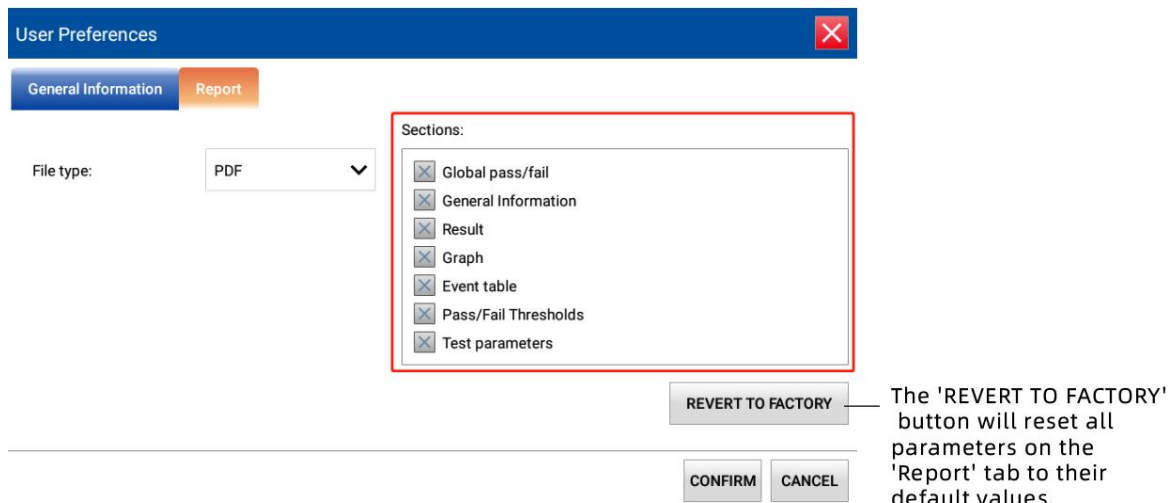 User Preferences
General Information Report
Sections:
File type: PDF
Global pass/fail
General Information
Result
Graph
Event table
Pass/Fail Thresholds
Test parameters
REVERT TO FACTORY
The 'REVERT TO FACTORY'
button will reset all
parameters on the
'Report' tab to their
default values.
CONFIRM CANCEL